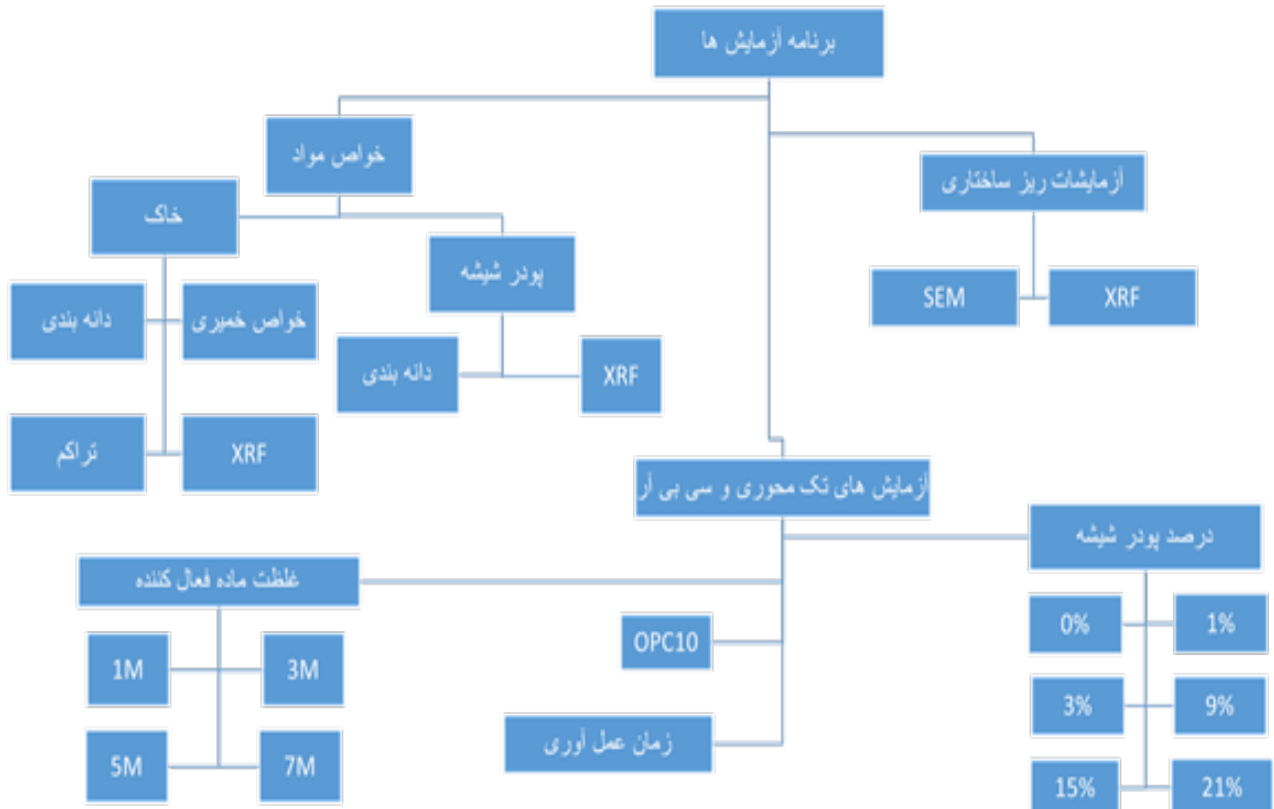 برنامه آزمایش ها
خواص مواد
آزمایشات ریز ساختاری
خاک
پودر شیشه
SEM
XRF
دانه بندی
خواص خمیری
دانه بندی
XRF
تراکم
XRF
آزمایش های تک محوری و سی بی آر
درصد پودر شیشه
غلظت ماده فعال کننده
0%
1%
OPC10
1M
3M
3%
9%
زمان عمل آوری
5M
7M
15%
21%